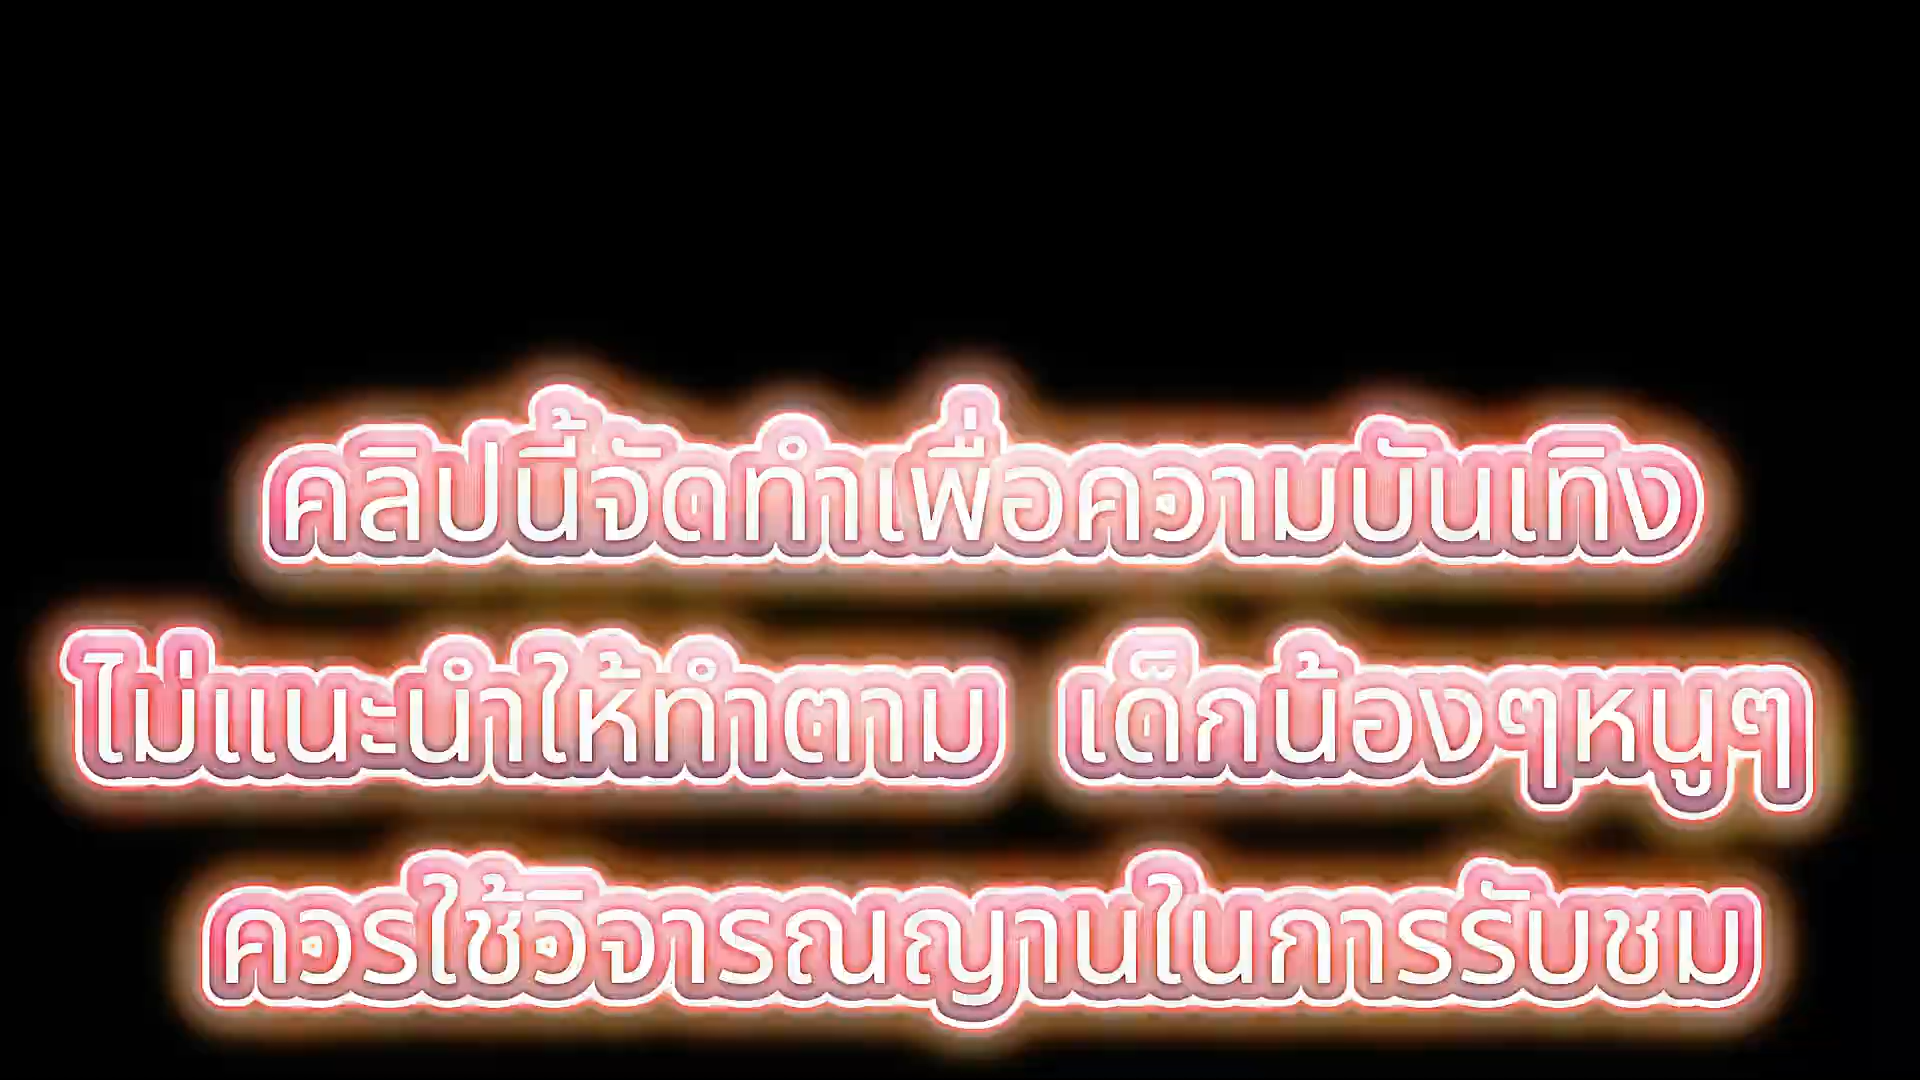 คลิปนี้จัดทำเพื่อความบันเทิง
ไม่แนะนำให้ทำตาม เด็กน้องๆหนูๆ
ควรใช้วิจารณญานในการรับชม